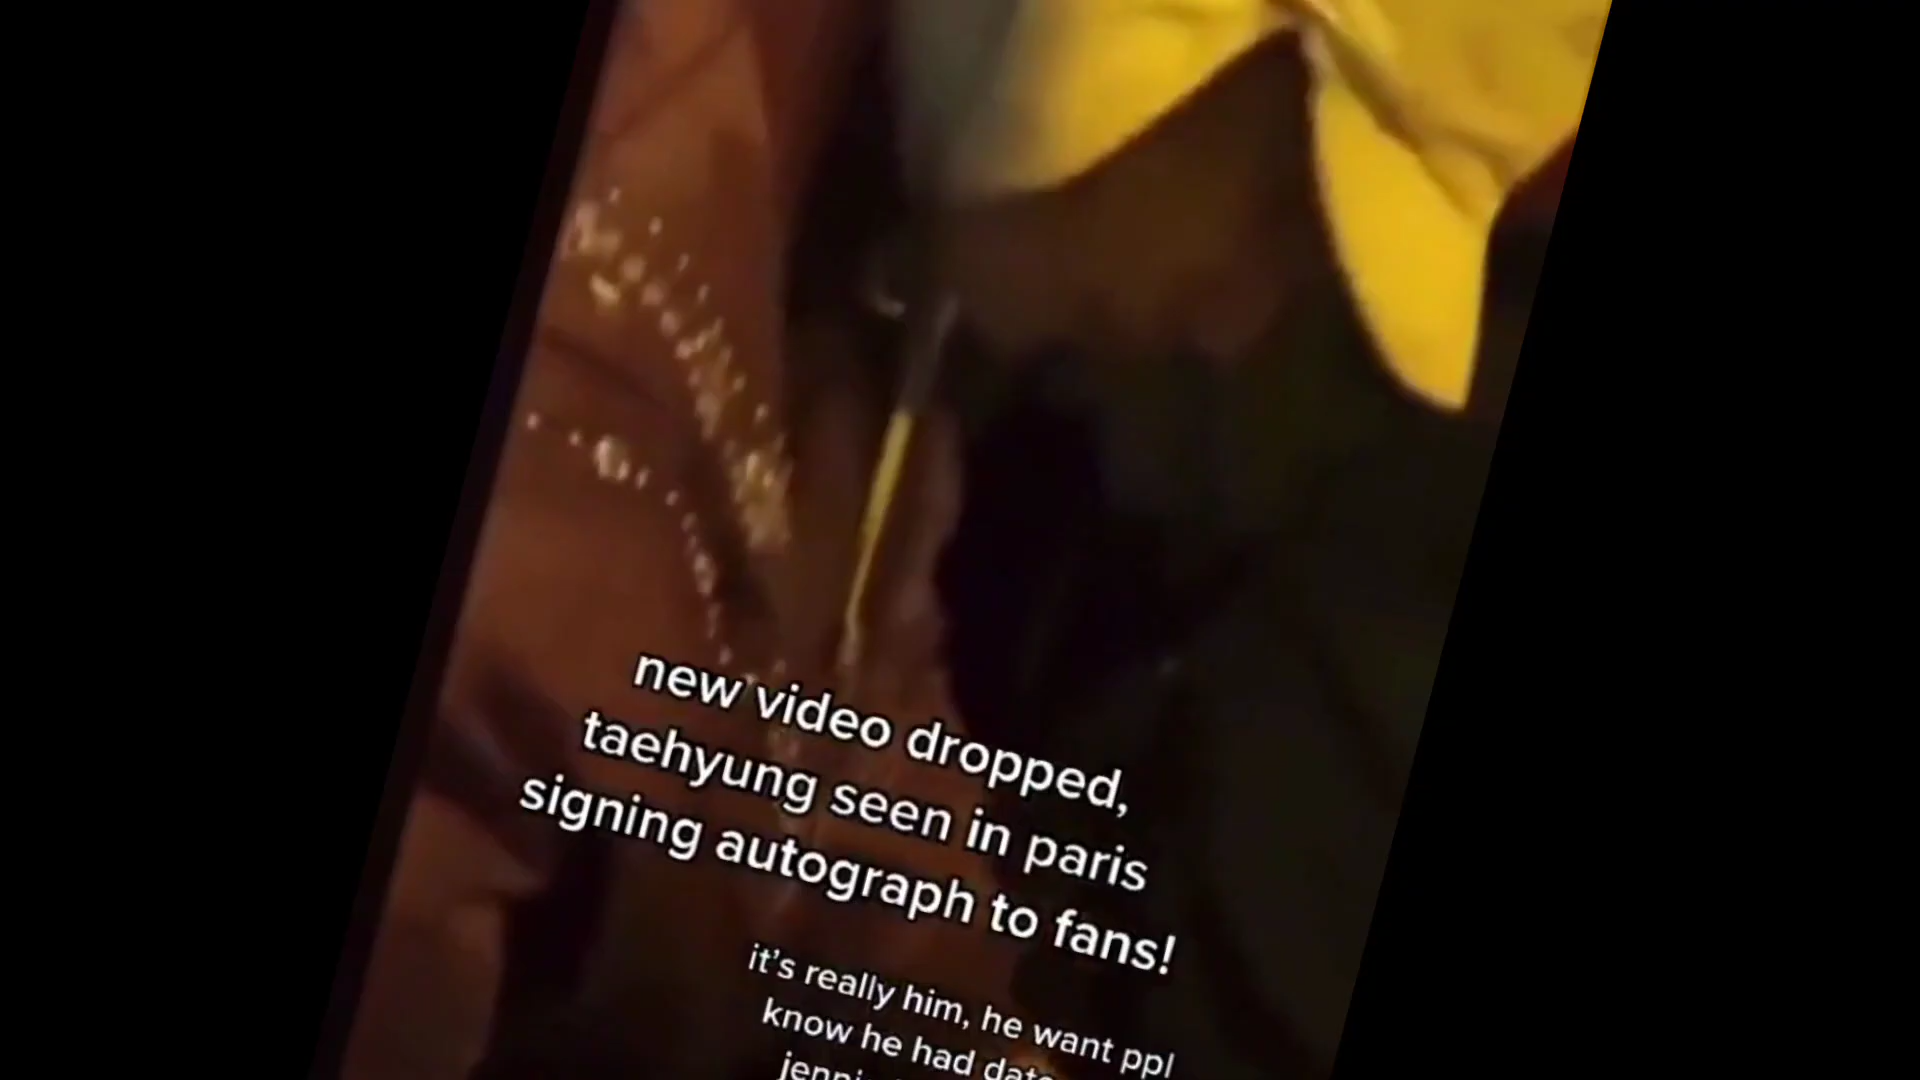 new video dropped,
taehyung seen in paris
signing autograph to fans!
it's really him, he want ppl
know he had